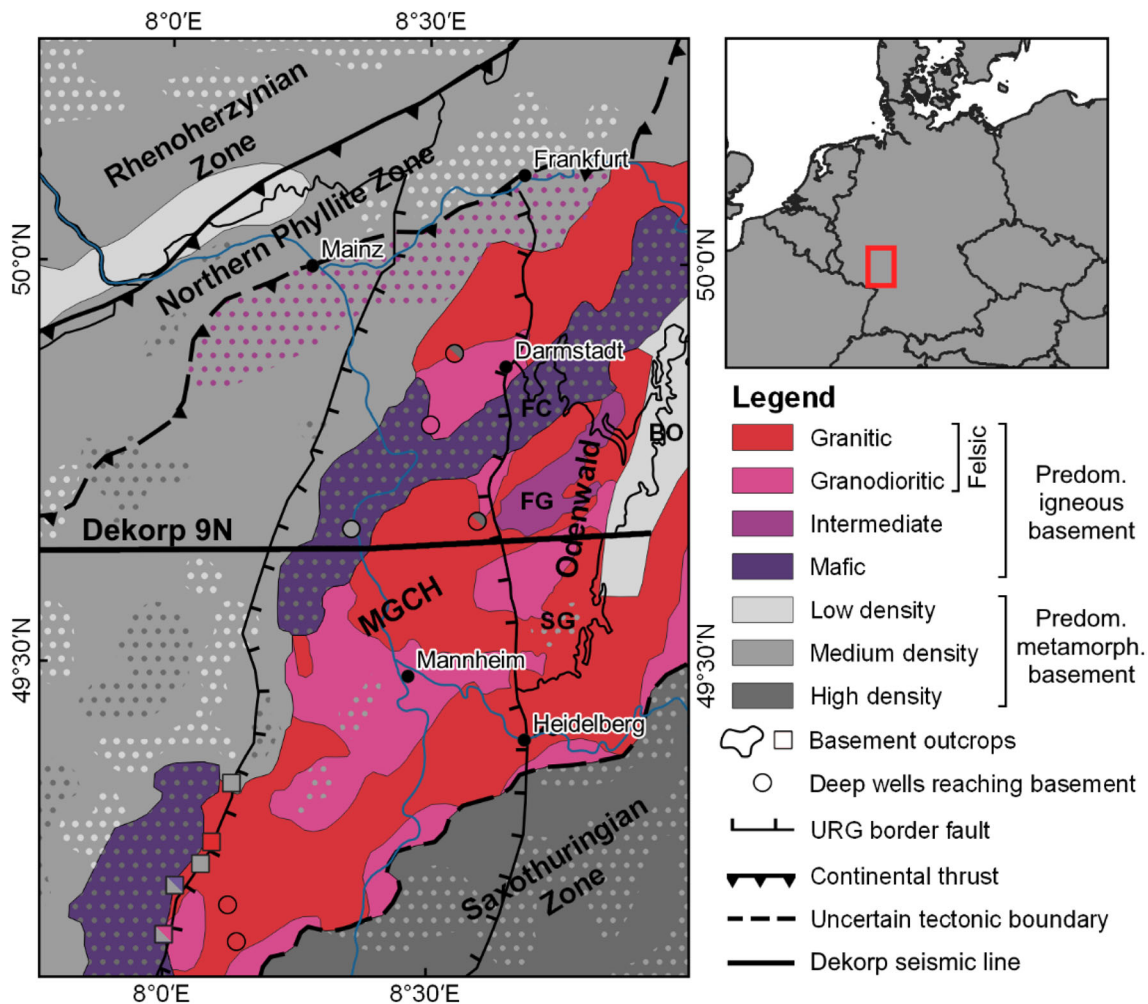 8°0′E
8°30′E
Rhenoherzynian
Zone
Northern Phyllite Zone
Frankfurt
Mainz
50°0′N
50°0′N
Darmstadt
FC
BO
FG
Odenwald
Dekorp 9N
MGCH
SG
49°30′N
49°30′N
Mannheim
Heidelberg
Saxothuringian
Zone
8°0′E
8°30′E
Legend
Granitic
Granodioritic
Felsic
Intermediate
Mafic
Predom.
igneous
basement
Low density
Medium density
High density
Predom.
metamorph.
basement
Basement outcrops
Deep wells reaching basement
URG border fault
Continental thrust
Uncertain tectonic boundary
Dekorp seismic line